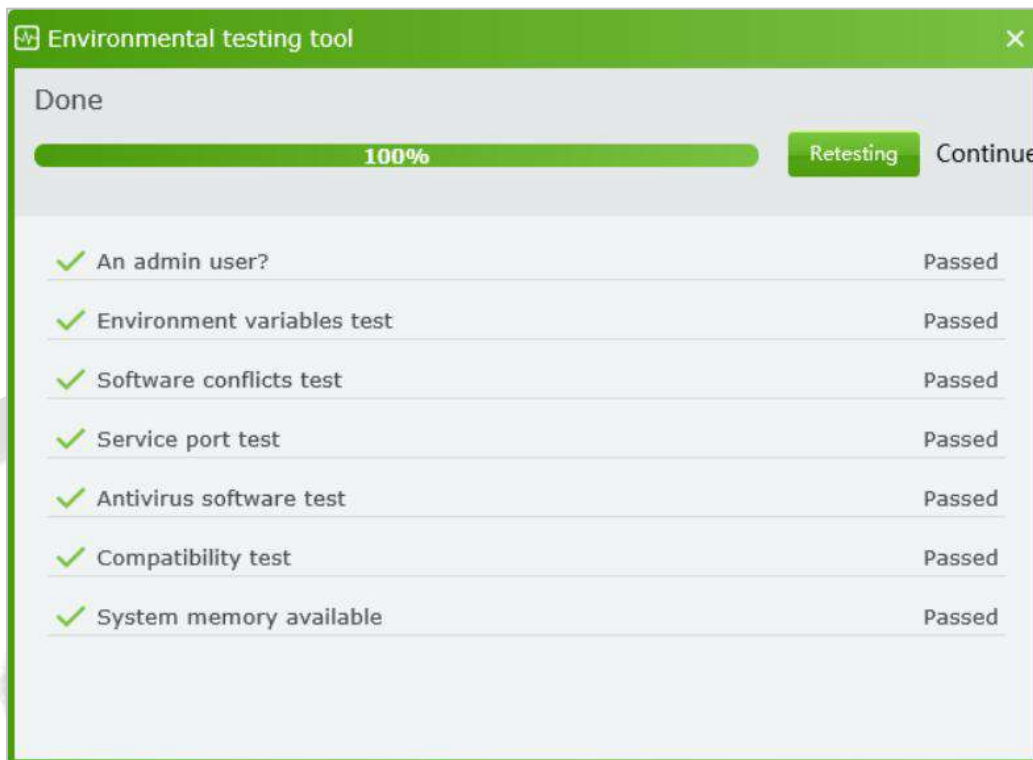 Environmental testing tool
Done
100% Retesting Continue
An admin user? Passed
Environment variables test Passed
Software conflicts test Passed
Service port test Passed
Antivirus software test Passed
Compatibility test Passed
System memory available Passed